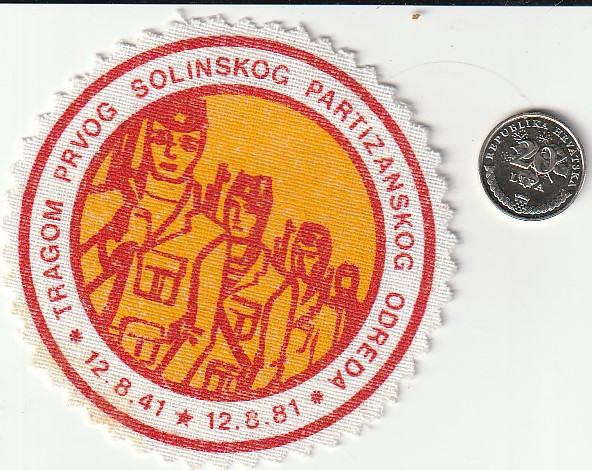 TRAGOM PRVOG SOLINSKOG PARTIZANSKOG ODREDA
* 12.8.41 ★ 12.8.81 *
REPUBLIKA HRVATSKA
20
LIPA